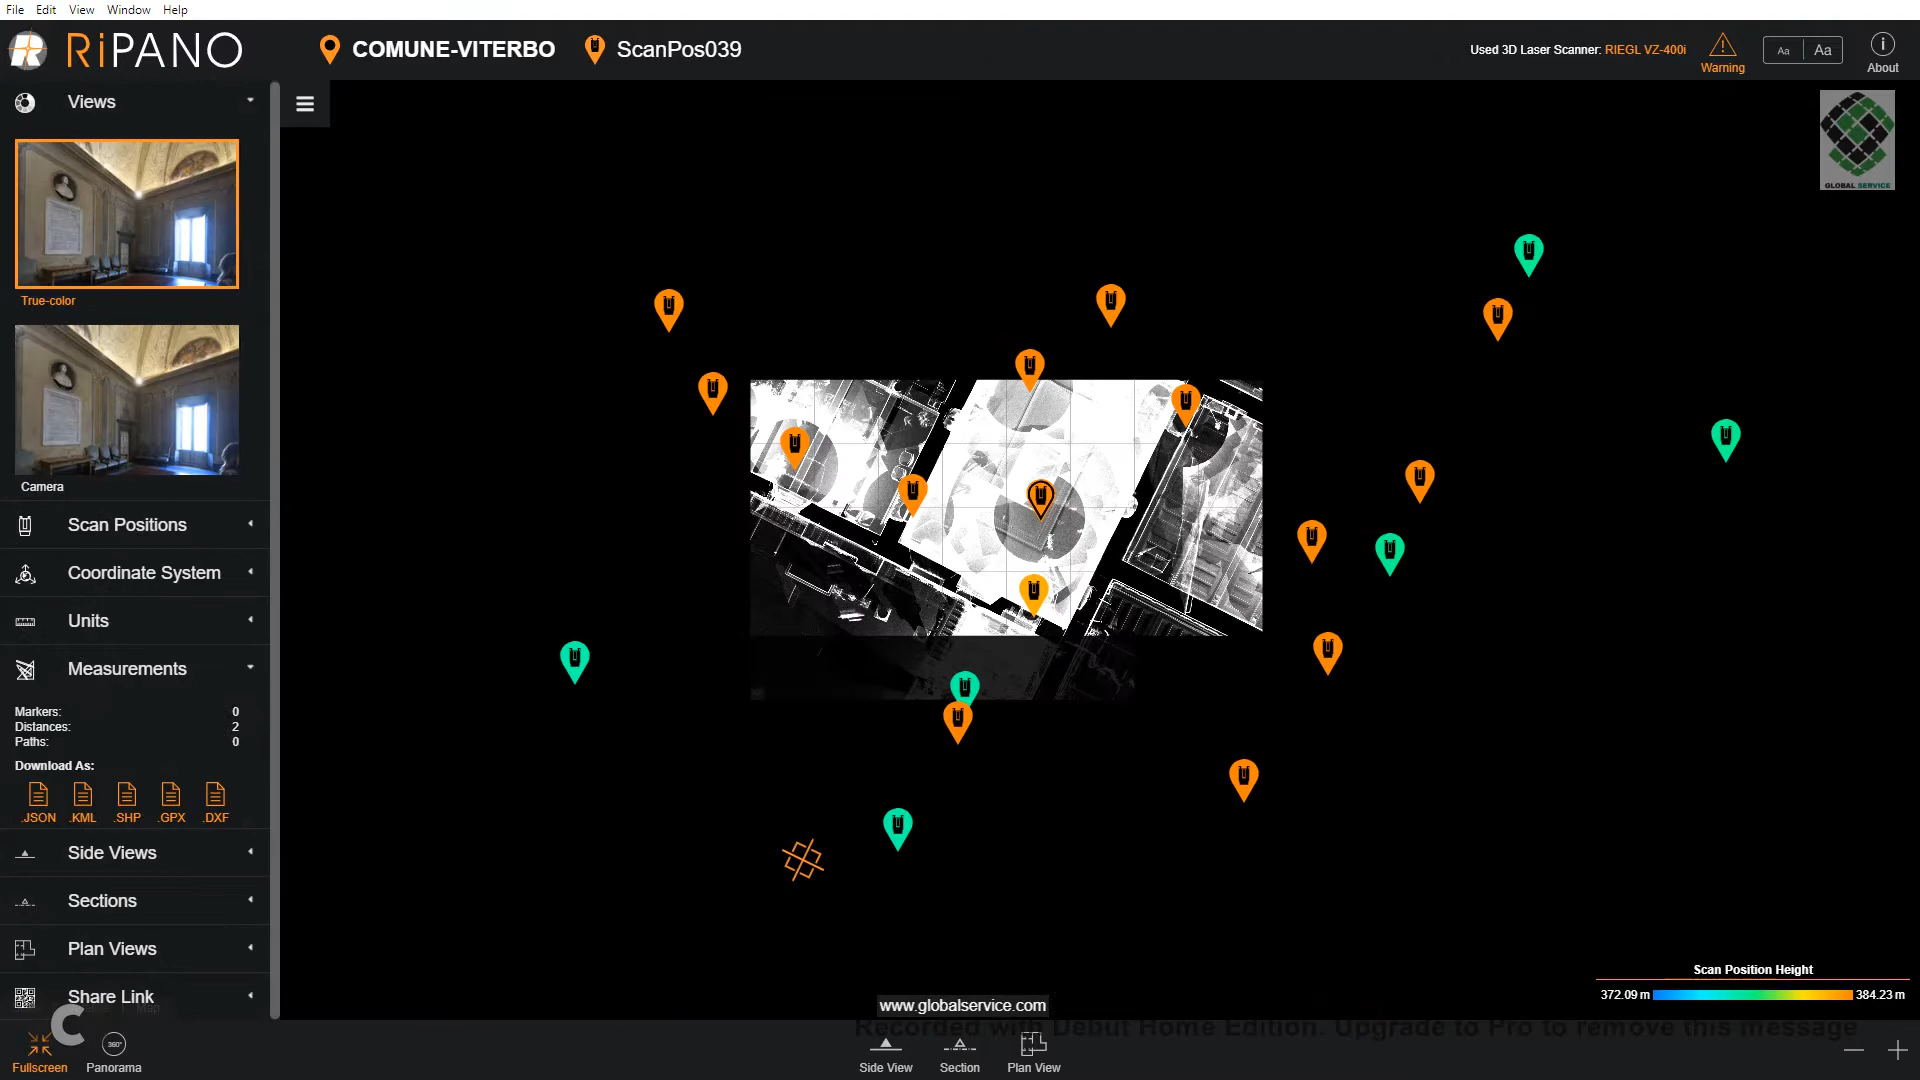 File Edit View Window Help
RiPANO
COMUNE-VITERBO
ScanPos039
Used 3D Laser Scanner: RIEGL VZ-400i
Warning
Aa Aa
About
Views
GLOBAL SERVICE
True-color
Camera
Scan Positions
Coordinate System
Units
Measurements
Markers: 0
Distances: 2
Paths: 0
Download As:
.JSON .KML .SHP .GPX .DXF
Side Views
Sections
Plan Views
Share Link
Map
Scan Position Height
372.09 m 384.23 m
www.globalservice.com
Recorded with Debut Home Edition. Upgrade to Pro to remove this message
Fullscreen
360°
Panorama
Side View
Section
Plan View